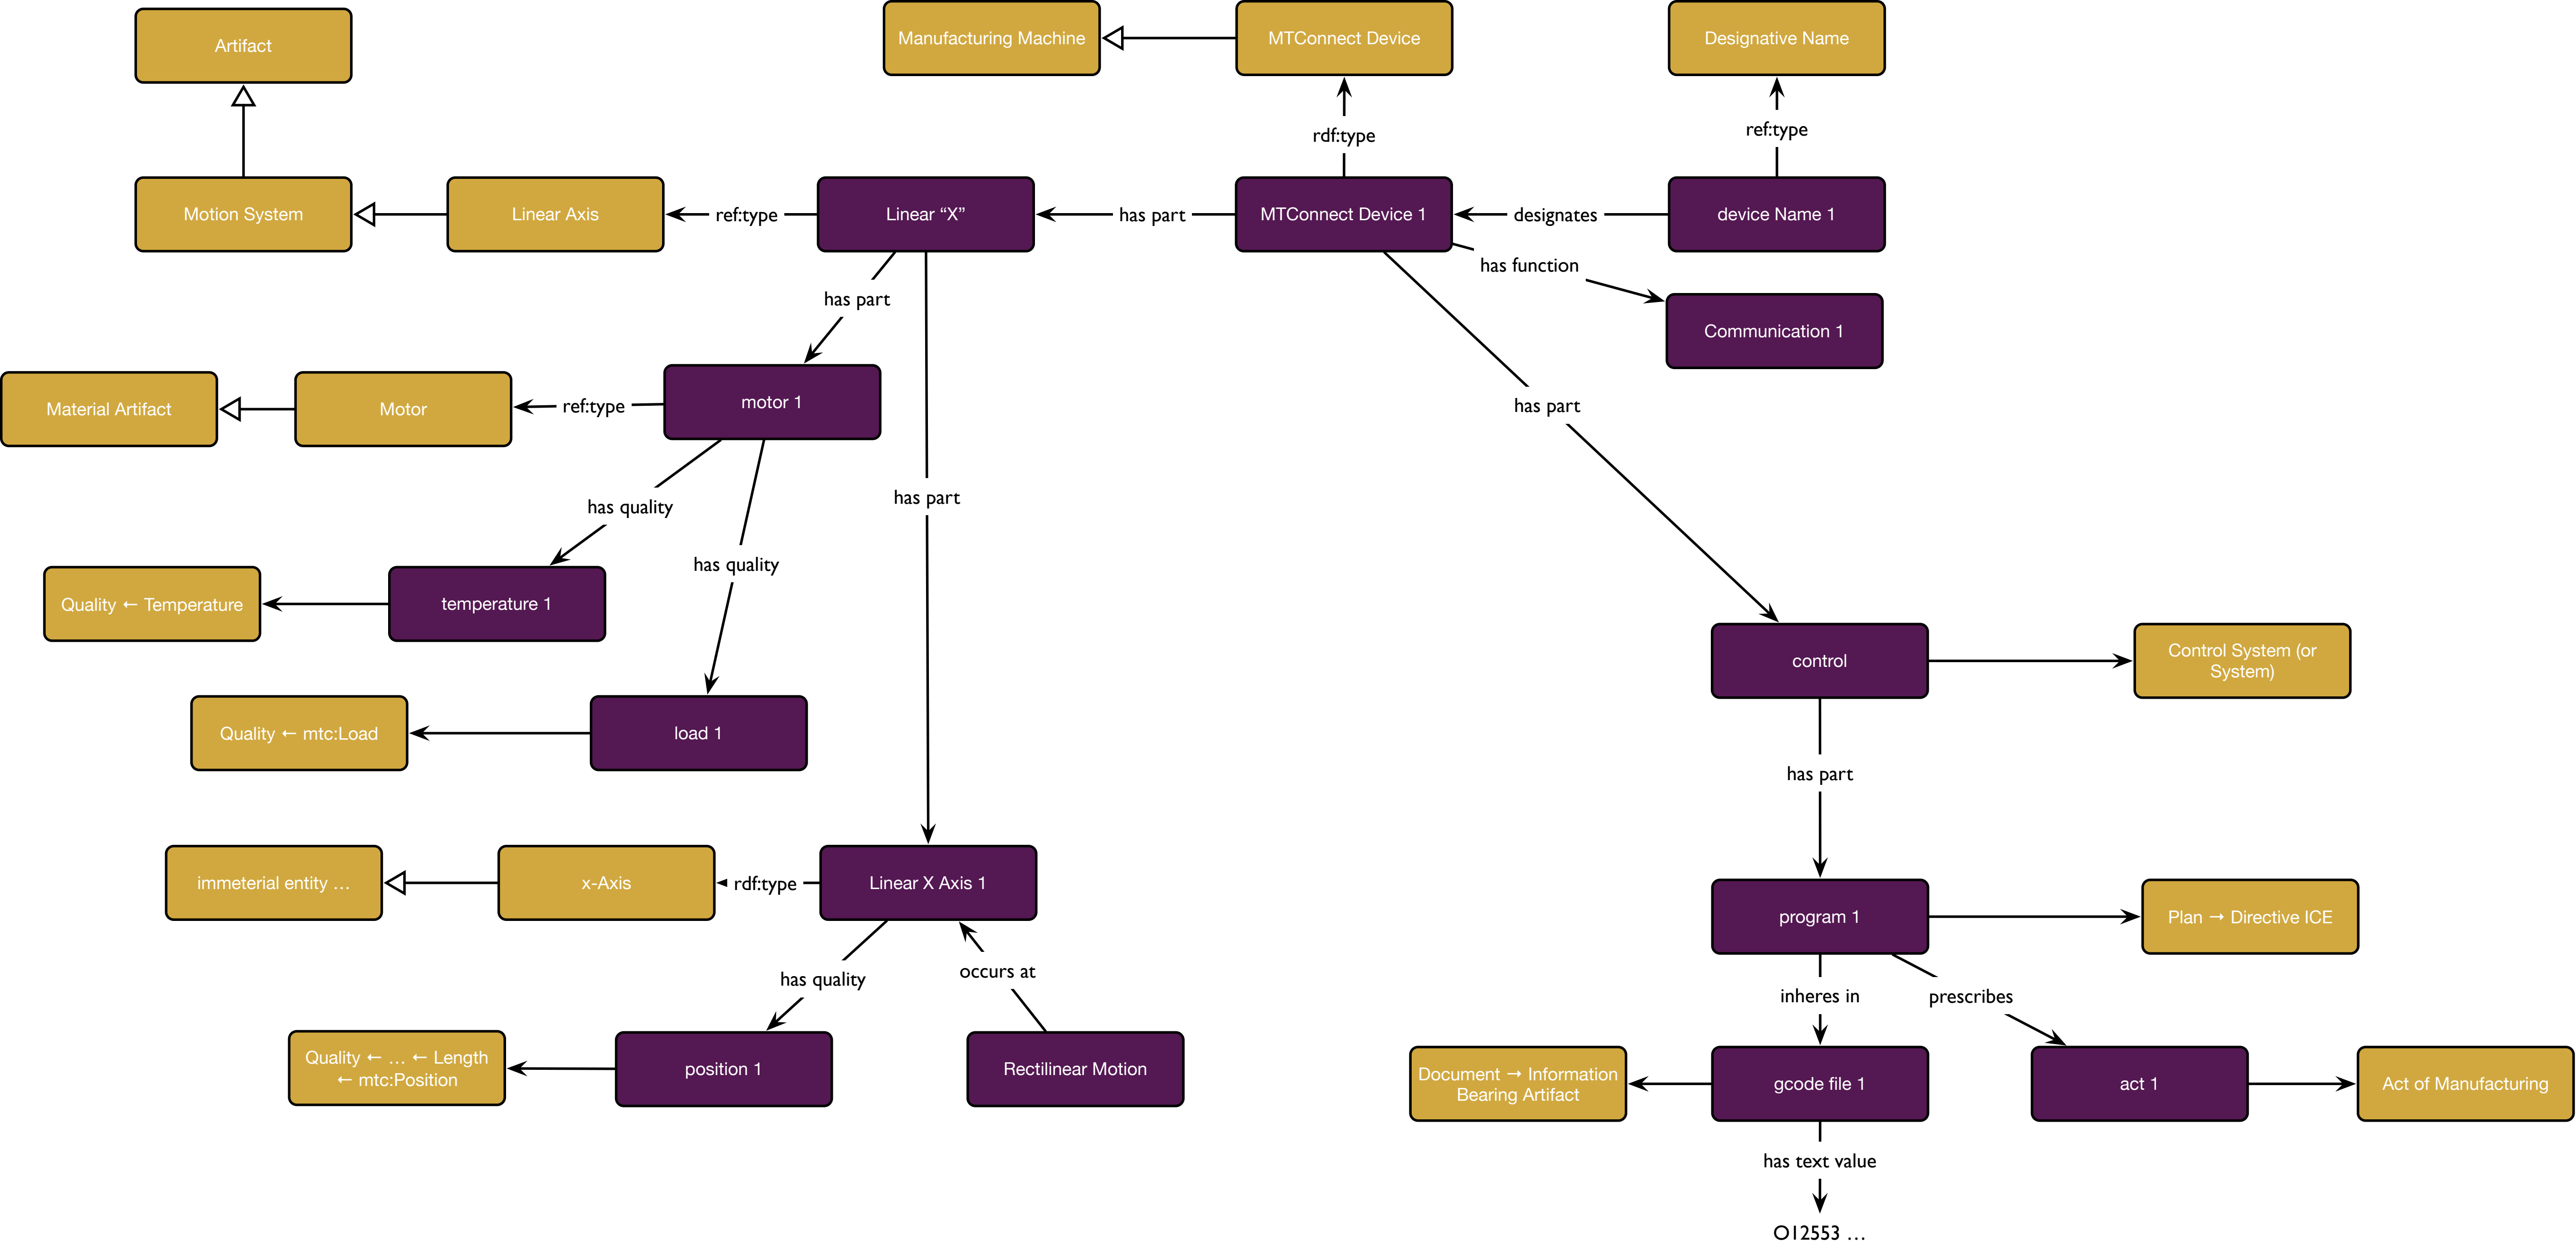 Artifact
Manufacturing Machine
MTConnect Device
Designative Name
rdf:type
ref:type
Motion System
Linear Axis
ref:type
Linear “X”
has part
MTConnect Device 1
designates
device Name 1
has function
Communication 1
has part
Material Artifact
Motor
ref:type
motor 1
has part
has quality
has part
has quality
Quality ← Temperature
temperature 1
control
Control System (or
System)
Quality ← mtc:Load
load 1
has part
immeterial entity ...
x-Axis
rdf:type
Linear X Axis 1
program 1
Plan → Directive ICE
has quality
occurs at
inheres in
prescribes
Quality ← ... ← Length
← mtc:Position
position 1
Rectilinear Motion
Document → Information
Bearing Artifact
gcode file 1
act 1
Act of Manufacturing
has text value
O12553 ...